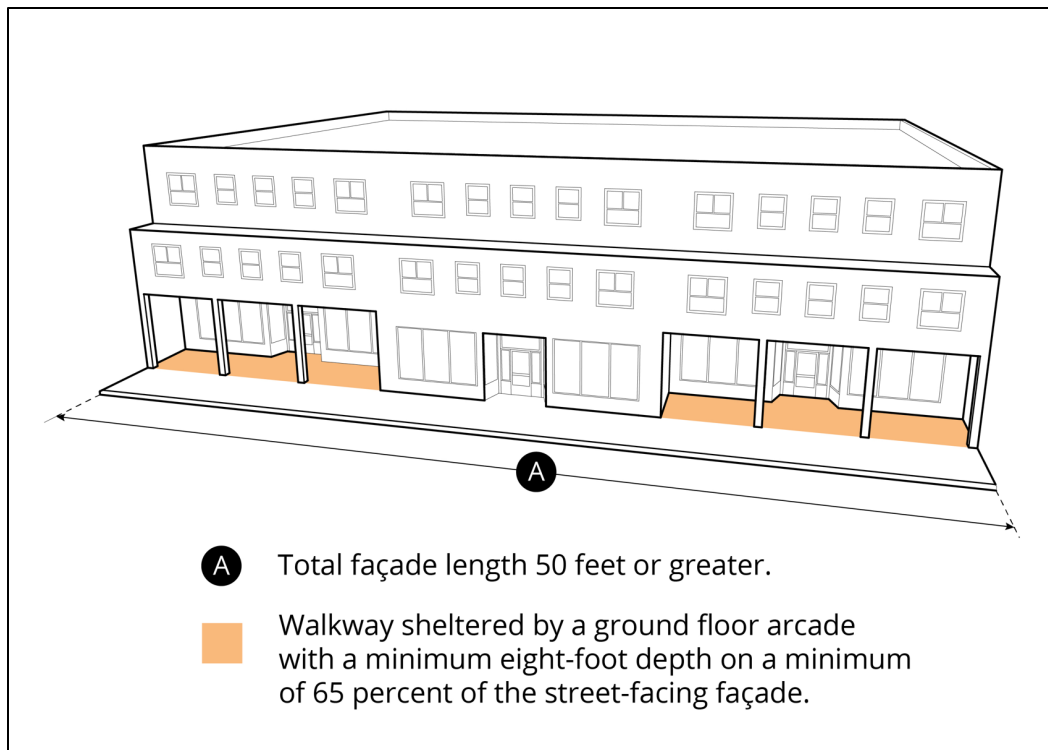 A
A Total façade length 50 feet or greater.
Walkway sheltered by a ground floor arcade
with a minimum eight-foot depth on a minimum
of 65 percent of the street-facing façade.